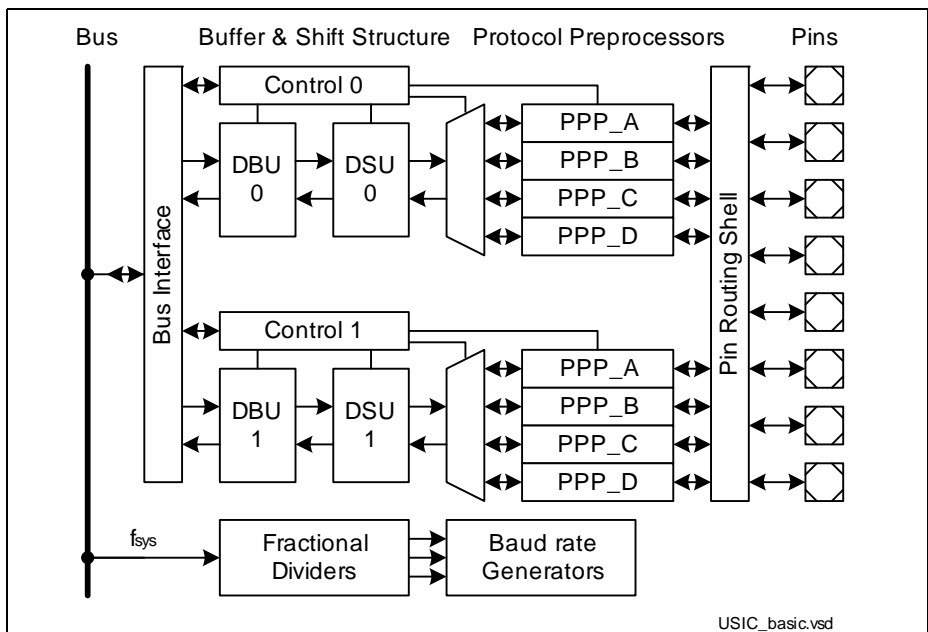 Bus Buffer & Shift Structure Protocol Preprocessors Pins
Control 0
DBU
0
DSU
0
PPP_A
PPP_B
PPP_C
PPP_D
Bus Interface
Pin Routing Shell
Control 1
DBU
1
DSU
1
PPP_A
PPP_B
PPP_C
PPP_D
fsys
Fractional
Dividers
Baud rate
Generators
USIC_basic.vsd